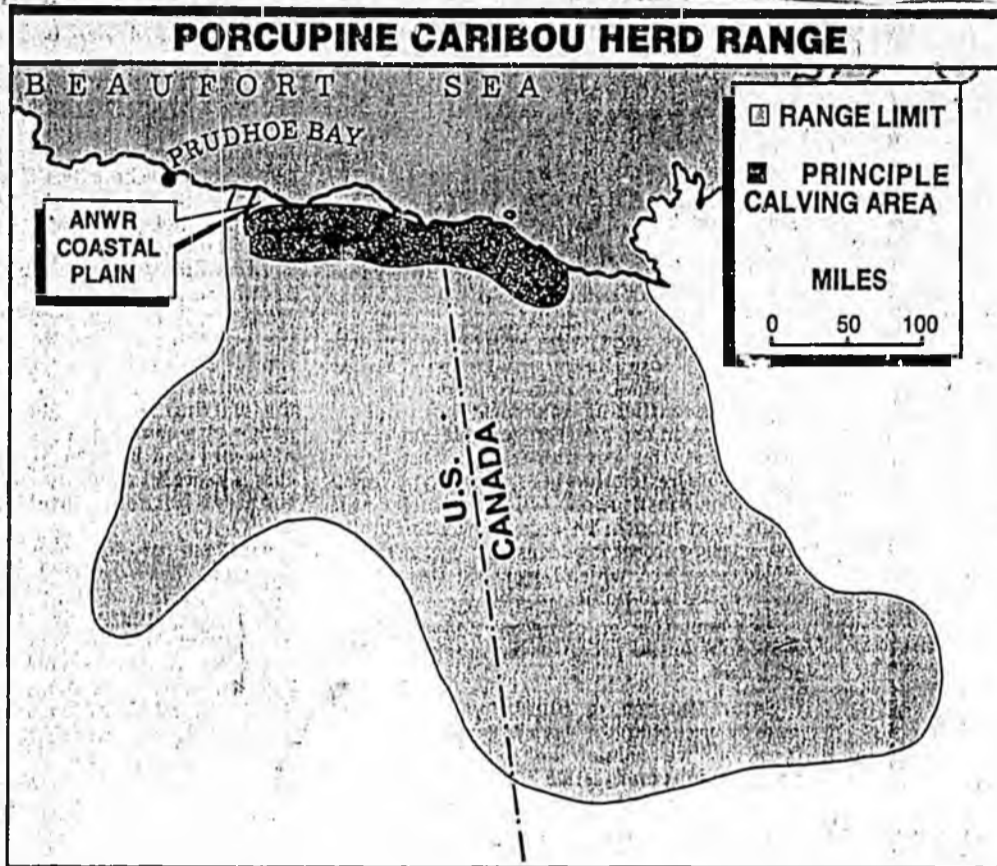 PORCUPINE CARIBOU HERD RANGE
BEAUFORT SEA
PRUDHOE BAY
ANWR
COASTAL
PLAIN
RANGE LIMIT
PRINCIPLE
CALVING AREA
MILES
0 50 100
U.S.
CANADA